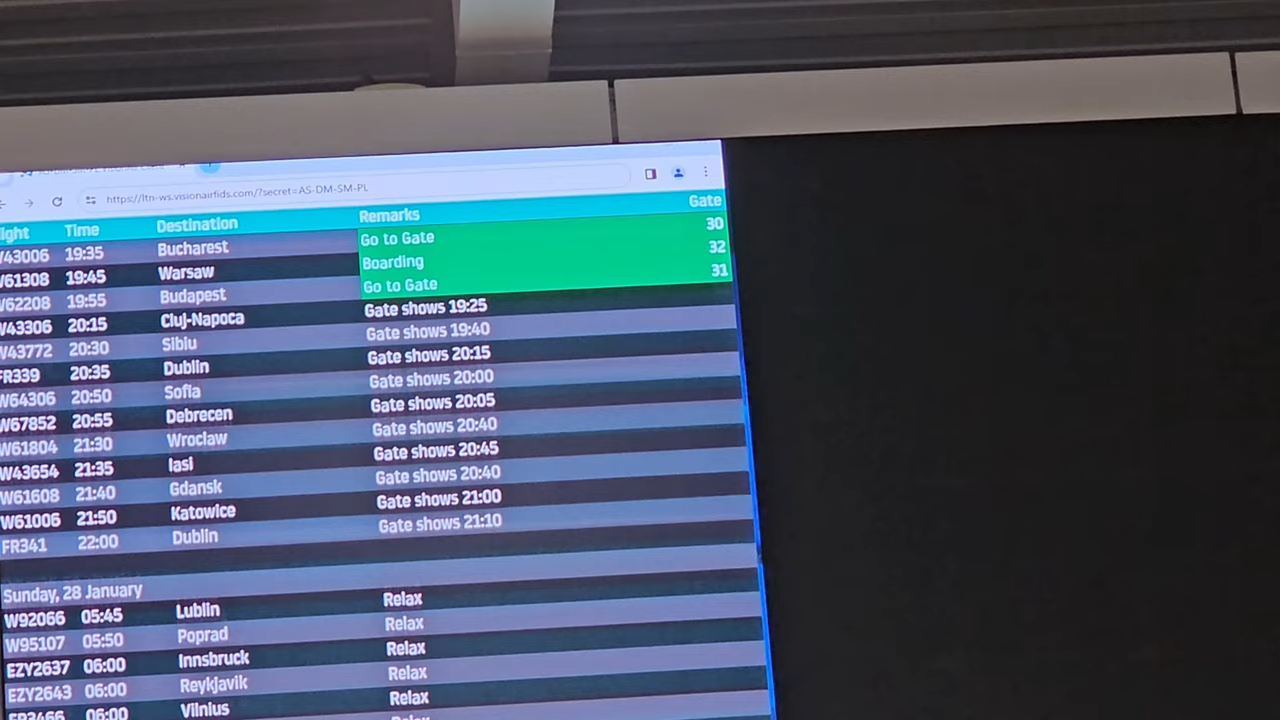 https://ltn-ws.visionairfids.com/?secret=AS-DM-SM-PL
Time Destination Remarks Gate
19:35 Bucharest Go to Gate 30
19:45 Warsaw Boarding 32
19:55 Budapest Go to Gate 31
20:15 Cluj-Napoca Gate shows 19:25
20:30 Sibiu Gate shows 19:40
FR339 20:35 Dublin Gate shows 20:15
W64306 20:50 Sofia Gate shows 20:00
W67852 20:55 Debrecen Gate shows 20:05
W61804 21:30 Wroclaw Gate shows 20:40
W43654 21:35 Iasi Gate shows 20:45
W61608 21:40 Gdansk Gate shows 20:40
W61006 21:50 Katowice Gate shows 21:00
FR341 22:00 Dublin Gate shows 21:10
Sunday, 28 January
W92066 05:45 Lublin Relax
W95107 05:50 Poprad Relax
EZY2637 06:00 Innsbruck Relax
EZY2643 06:00 Reykjavik Relax
06:00 Vilnius Relax